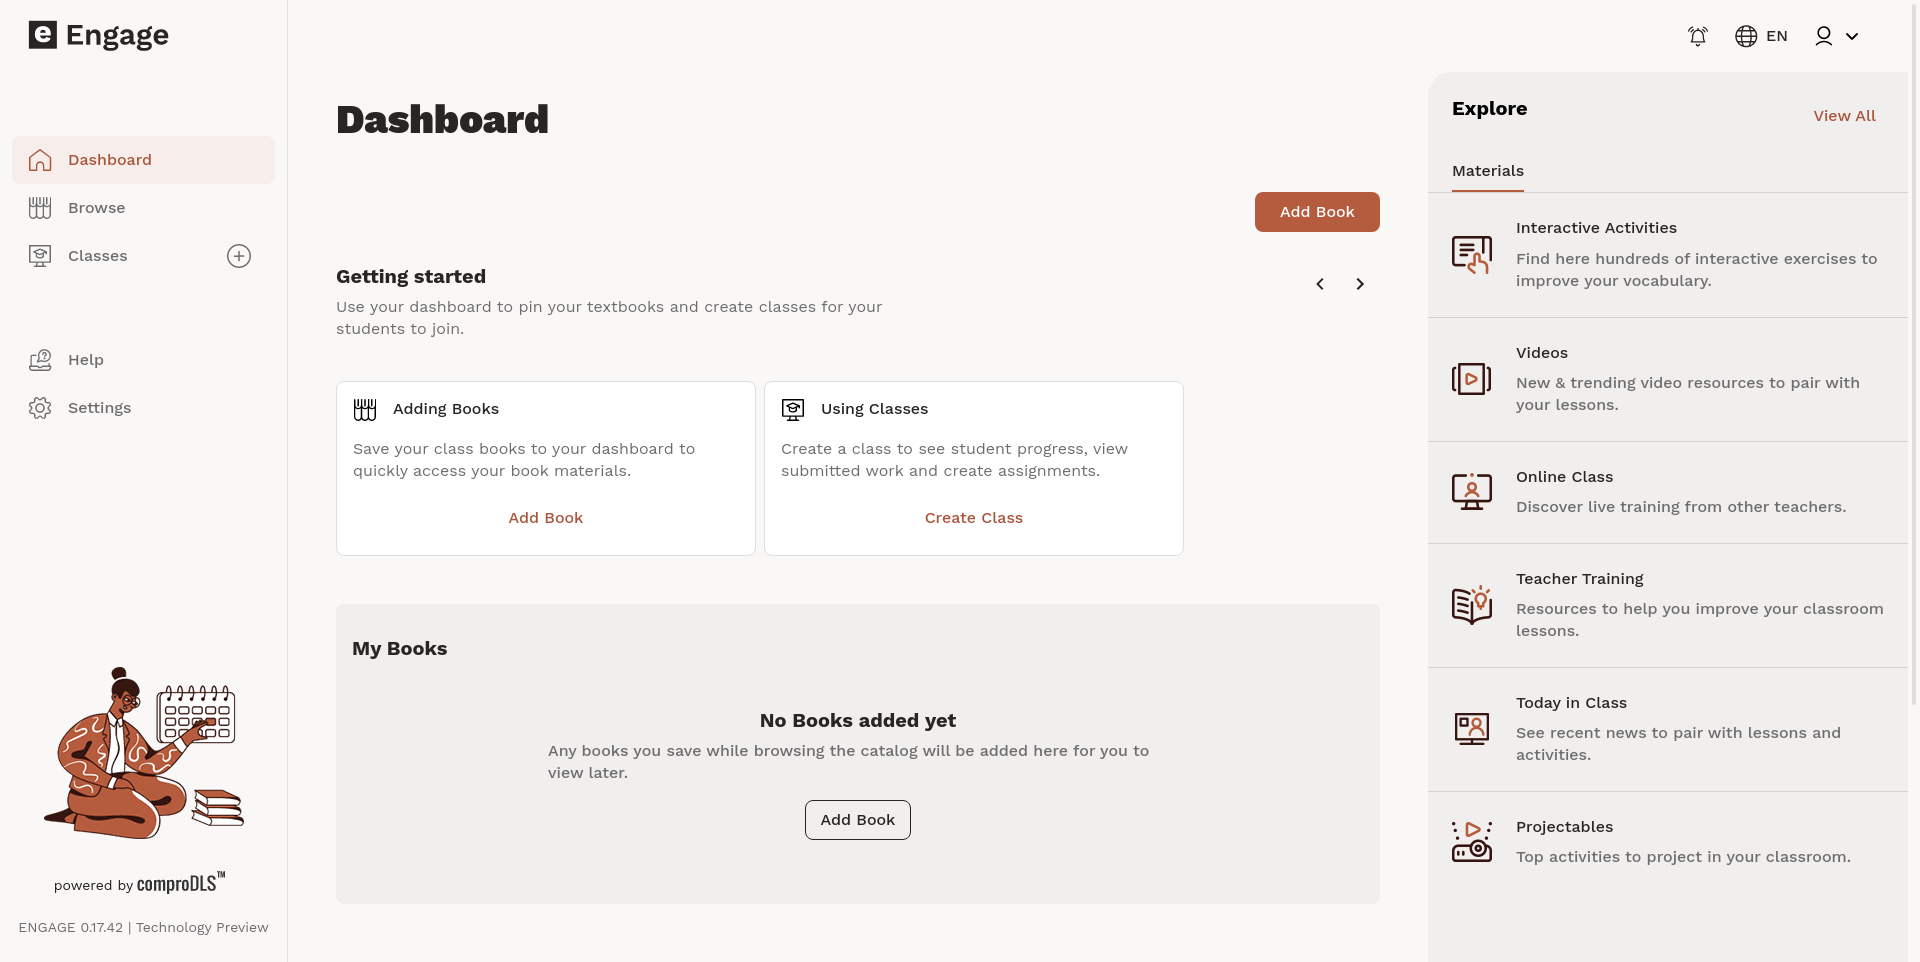 e Engage
EN
Dashboard
Browse
Classes
Help
Settings
powered by comproDLS™
ENGAGE 0.17.42 | Technology Preview
Dashboard
Add Book
Getting started
Use your dashboard to pin your textbooks and create classes for your
students to join.
Adding Books
Save your class books to your dashboard to
quickly access your book materials.
Add Book
Using Classes
Create a class to see student progress, view
submitted work and create assignments.
Create Class
My Books
No Books added yet
Any books you save while browsing the catalog will be added here for you to
view later.
Add Book
Explore
View All
Materials
Interactive Activities
Find here hundreds of interactive exercises to
improve your vocabulary.
Videos
New & trending video resources to pair with
your lessons.
Online Class
Discover live training from other teachers.
Teacher Training
Resources to help you improve your classroom
lessons.
Today in Class
See recent news to pair with lessons and
activities.
Projectables
Top activities to project in your classroom.